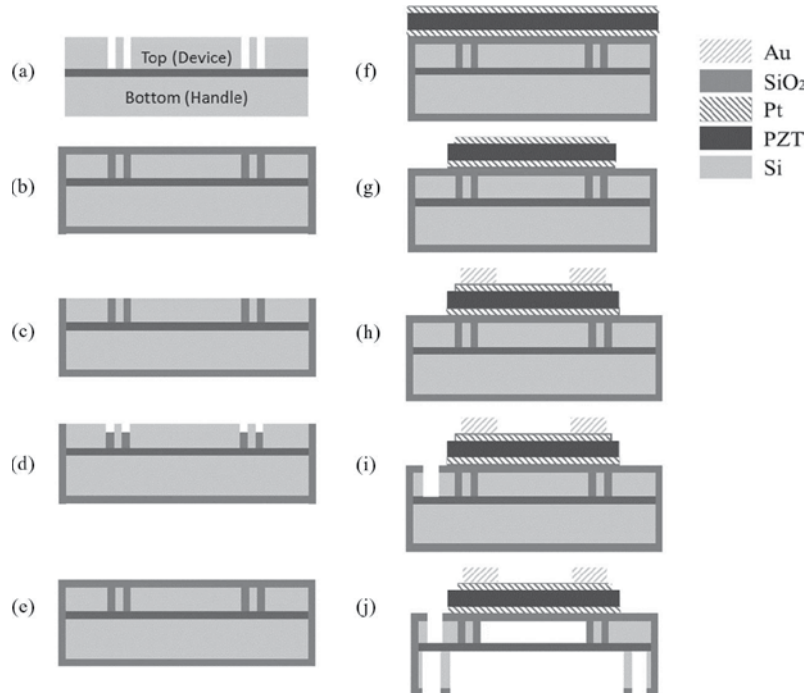 (a)
Top (Device)
Bottom (Handle)
(b)
(c)
(d)
(e)
(f)
(g)
(h)
(i)
(j)
Au
SiO₂
Pt
PZT
Si